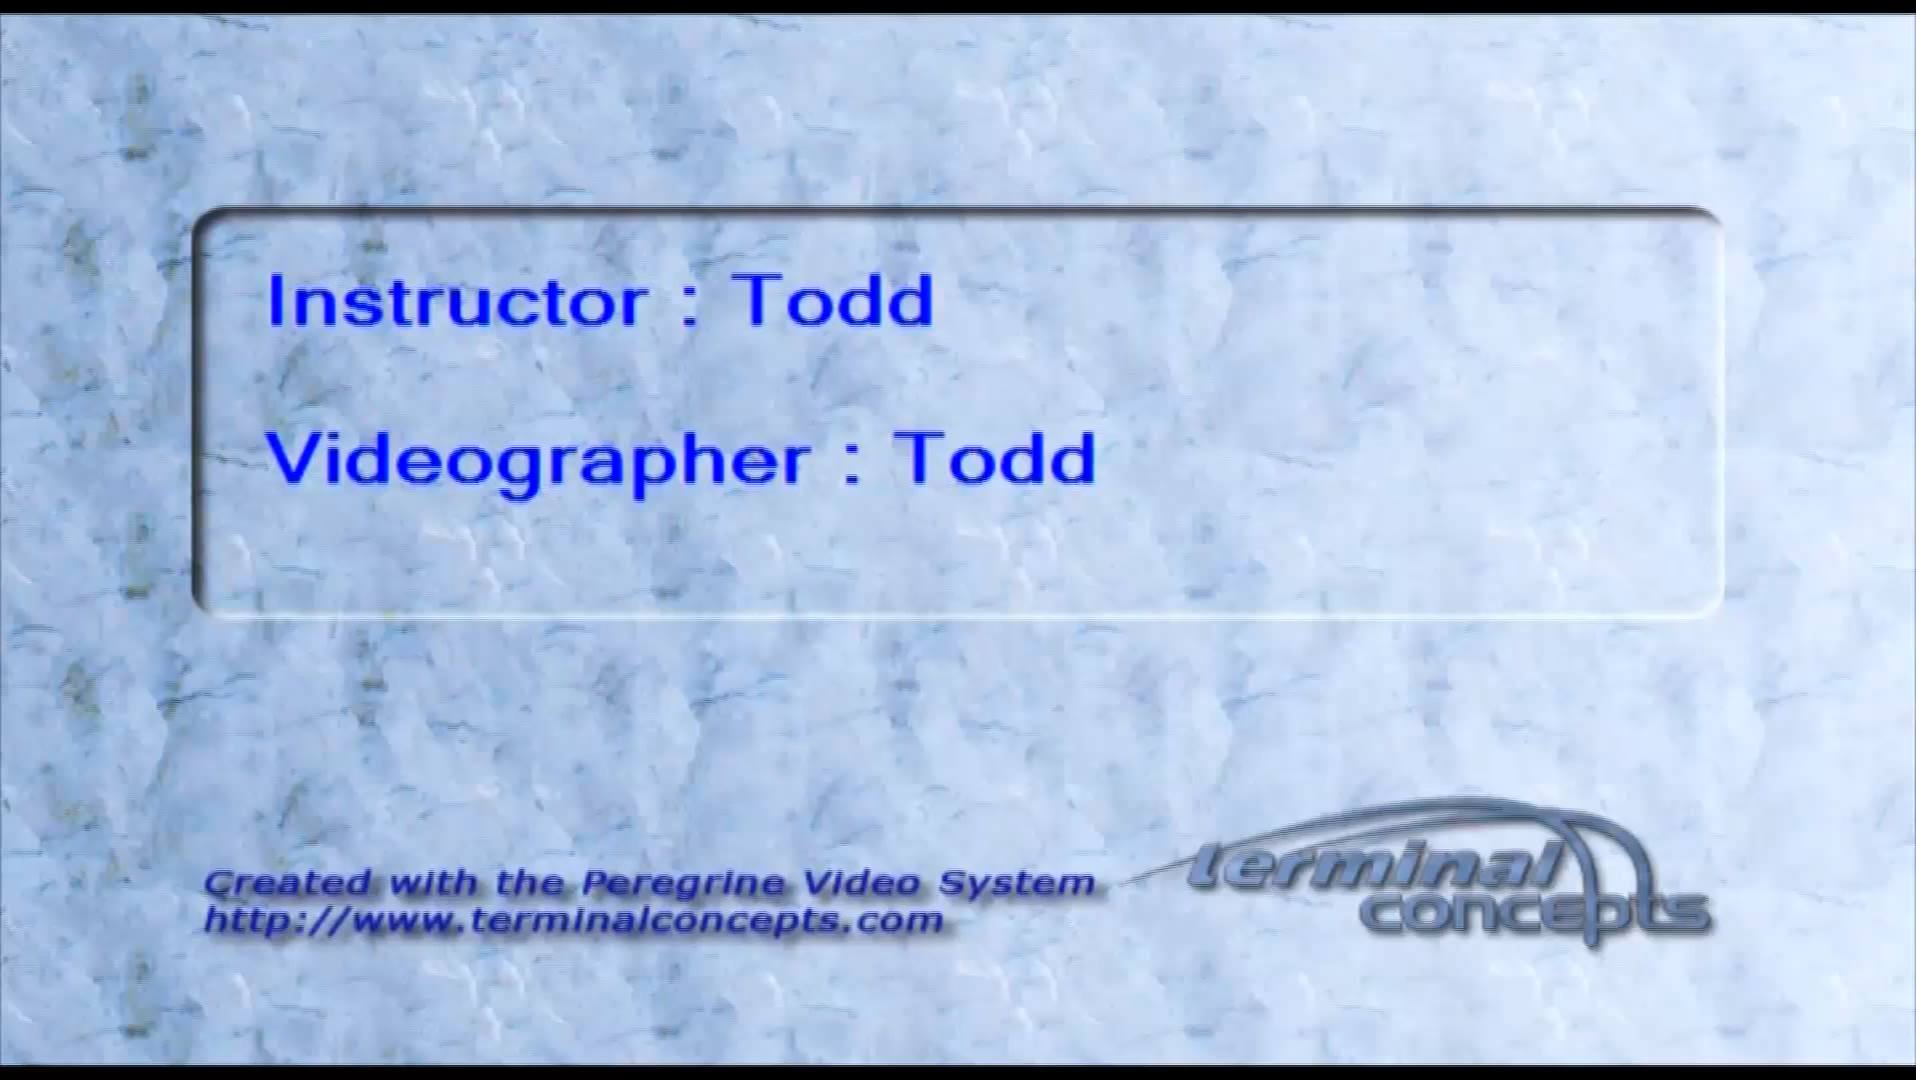 Instructor : Todd
Videographer : Todd
Created with the Peregrine Video System
http://www.terminalconcepts.com
terminal
concepts